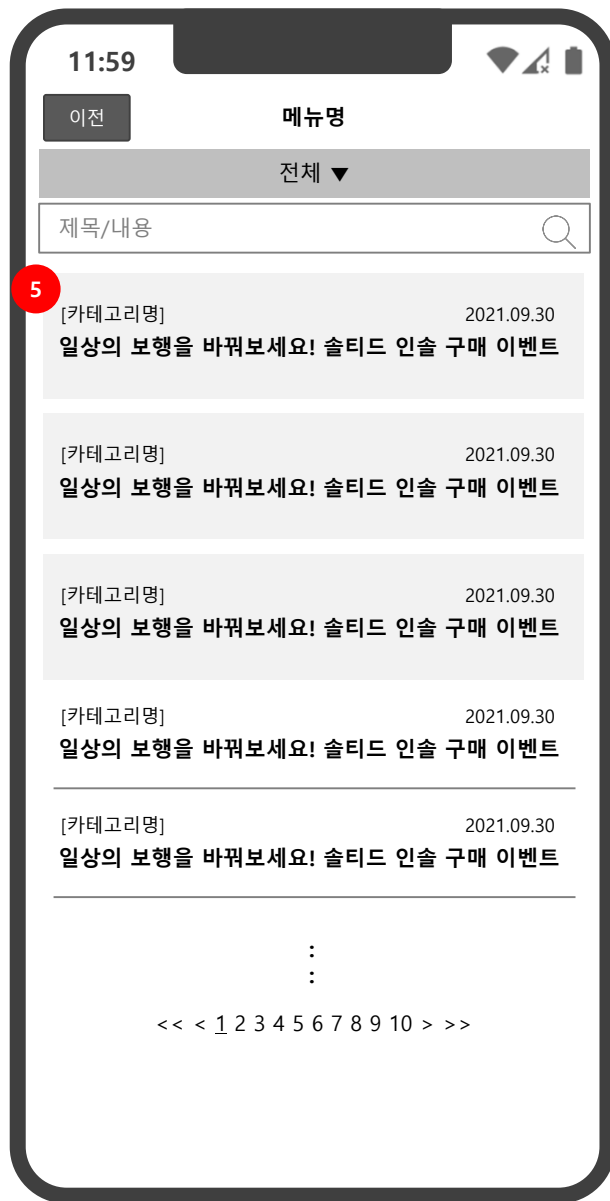 11:59
이전
메뉴명
전체 ▼
제목/내용
5
[카테고리명] 2021.09.30
일상의 보행을 바꿔보세요! 솔티드 인솔 구매 이벤트
[카테고리명] 2021.09.30
일상의 보행을 바꿔보세요! 솔티드 인솔 구매 이벤트
[카테고리명] 2021.09.30
일상의 보행을 바꿔보세요! 솔티드 인솔 구매 이벤트
[카테고리명] 2021.09.30
일상의 보행을 바꿔보세요! 솔티드 인솔 구매 이벤트
[카테고리명] 2021.09.30
일상의 보행을 바꿔보세요! 솔티드 인솔 구매 이벤트
:
:
<< < 1 2 3 4 5 6 7 8 9 10 > >>